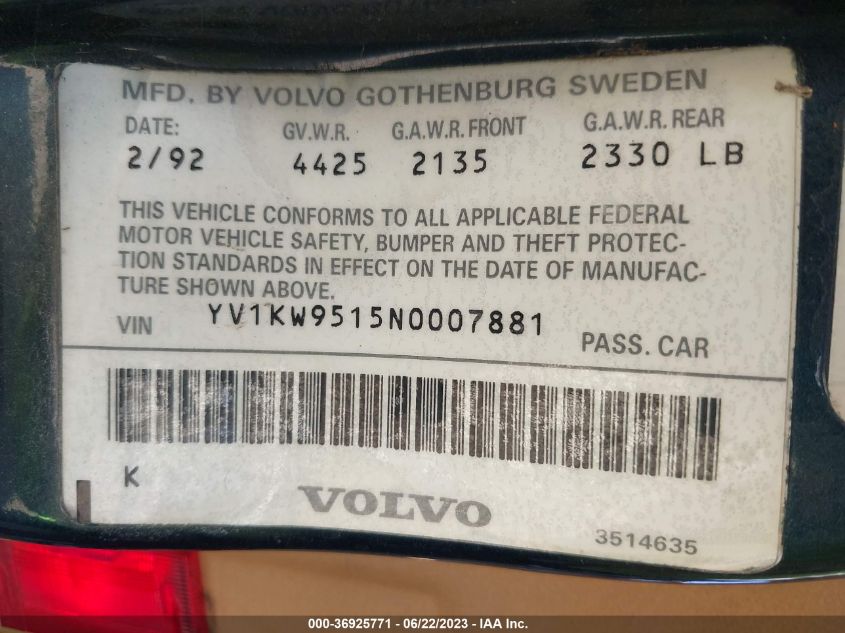 MFD. BY VOLVO GOTHENBURG SWEDEN
DATE: GV.W.R. G.A.W.R. FRONT G.A.W.R. REAR
2/92 4425 2135 2330 LB
THIS VEHICLE CONFORMS TO ALL APPLICABLE FEDERAL
MOTOR VEHICLE SAFETY, BUMPER AND THEFT PROTEC-
TION STANDARDS IN EFFECT ON THE DATE OF MANUFAC-
TURE SHOWN ABOVE.
VIN YV1KW9515N0007881 PASS. CAR
K
VOLVO
3514635
000-36925771 - 06/22/2023 - IAA Inc.